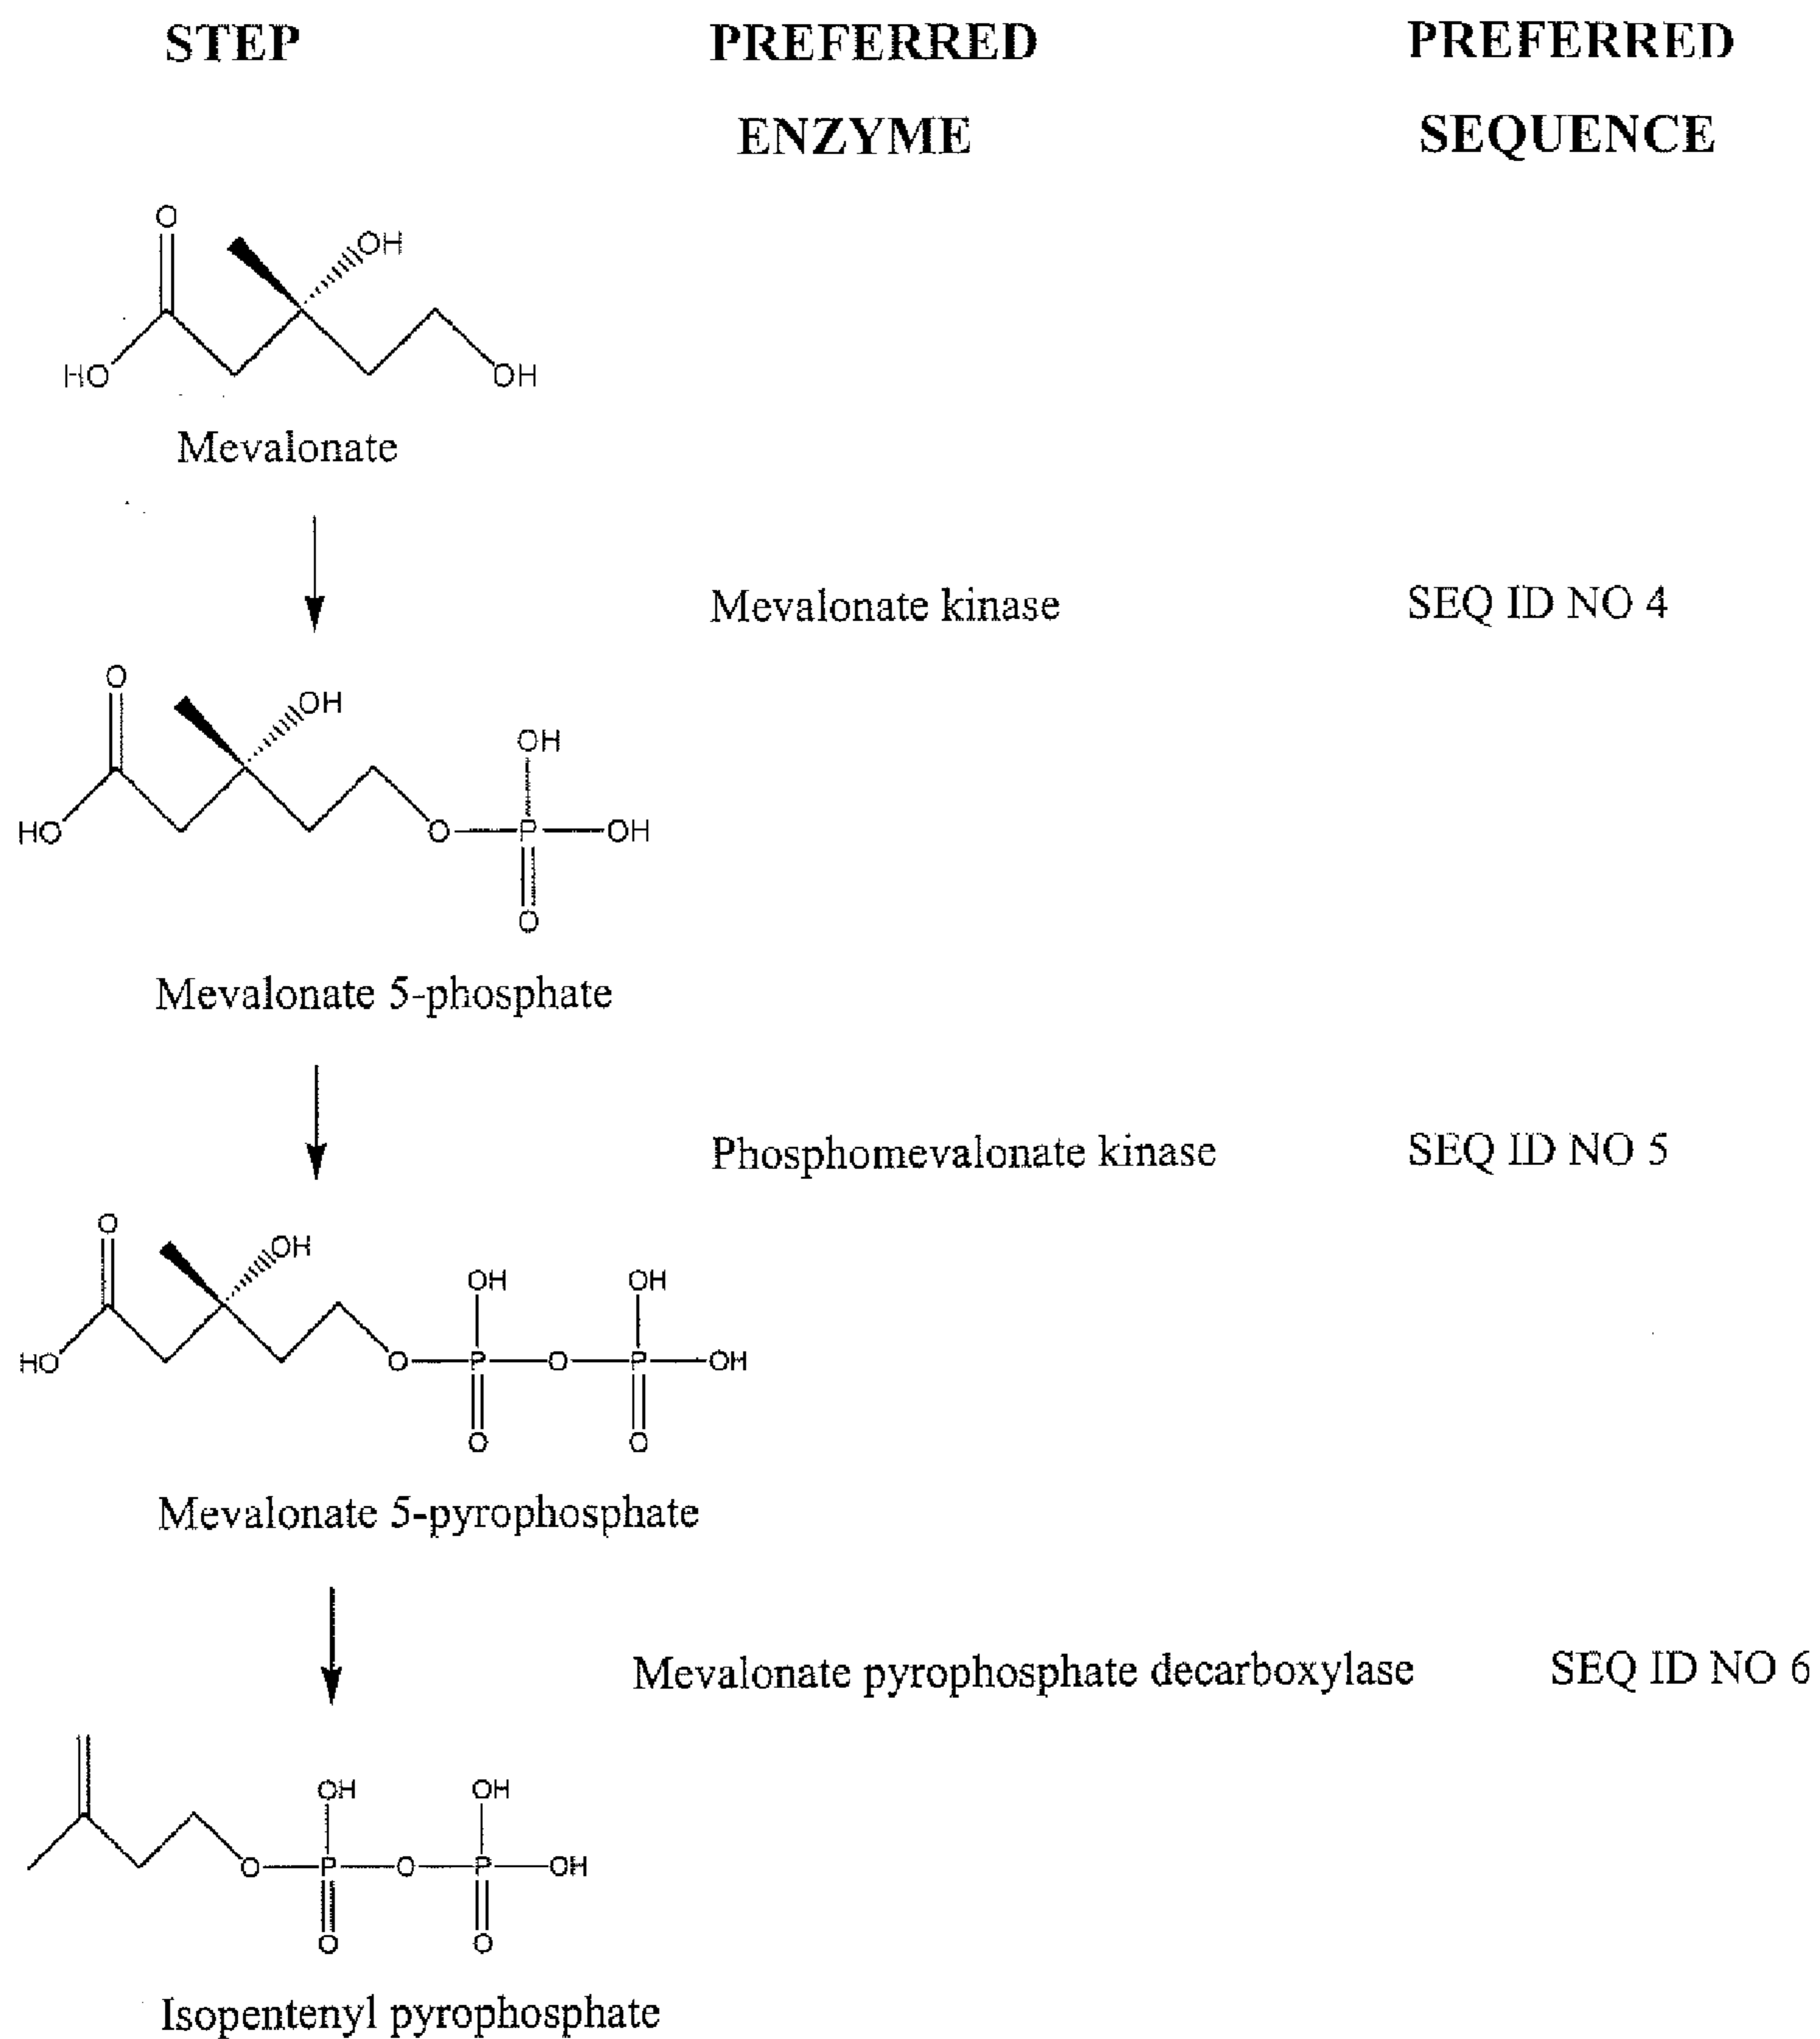 STEP PREFERRED PREFERRED
ENZYME SEQUENCE
O
OH
HO OH
Mevalonate
Mevalonate kinase SEQ ID NO 4
O
OH
OH
HO O P OH
O
Mevalonate 5-phosphate
Phosphomevalonate kinase SEQ ID NO 5
O
OH
OH OH
HO O P O P OH
O O
Mevalonate 5-pyrophosphate
Mevalonate pyrophosphate decarboxylase SEQ ID NO 6
OH OH
O P O P OH
O O
Isopentenyl pyrophosphate